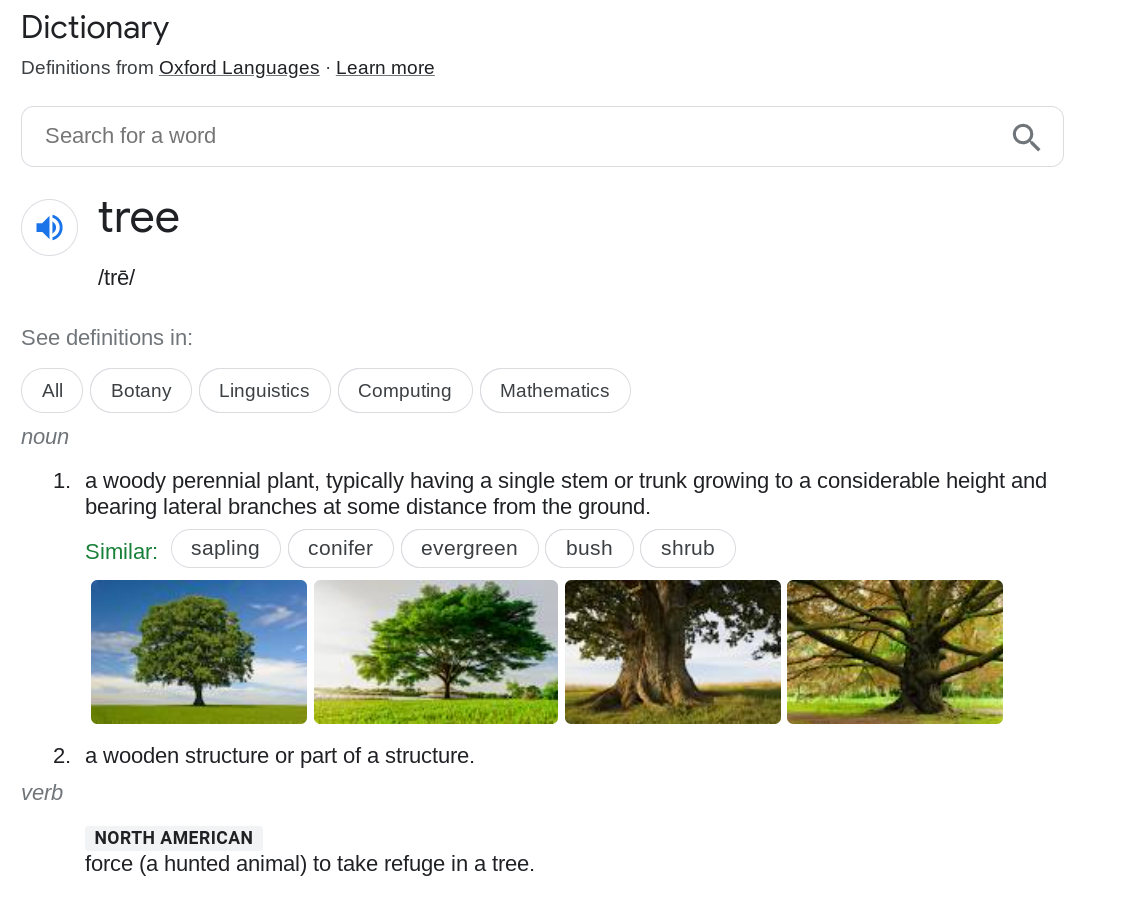 Dictionary
Definitions from Oxford Languages · Learn more
Search for a word
tree
/trē/
See definitions in:
All Botany Linguistics Computing Mathematics
noun
1. a woody perennial plant, typically having a single stem or trunk growing to a considerable height and
bearing lateral branches at some distance from the ground.
Similar: sapling conifer evergreen bush shrub
2. a wooden structure or part of a structure.
verb
NORTH AMERICAN
force (a hunted animal) to take refuge in a tree.